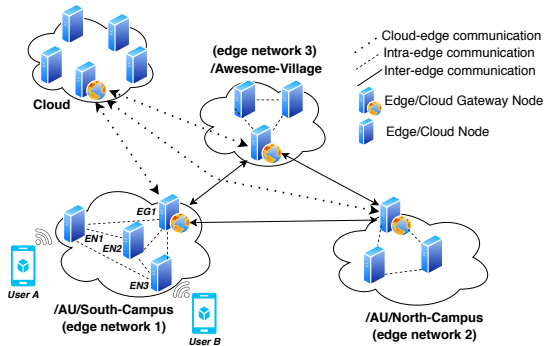 Cloud-edge communication
Intra-edge communication
Inter-edge communication
Edge/Cloud Gateway Node
Edge/Cloud Node
Cloud
(edge network 3)
/Awesome-Village
EG1
EN1
EN2
EN3
User A
User B
/AU/South-Campus
(edge network 1)
/AU/North-Campus
(edge network 2)